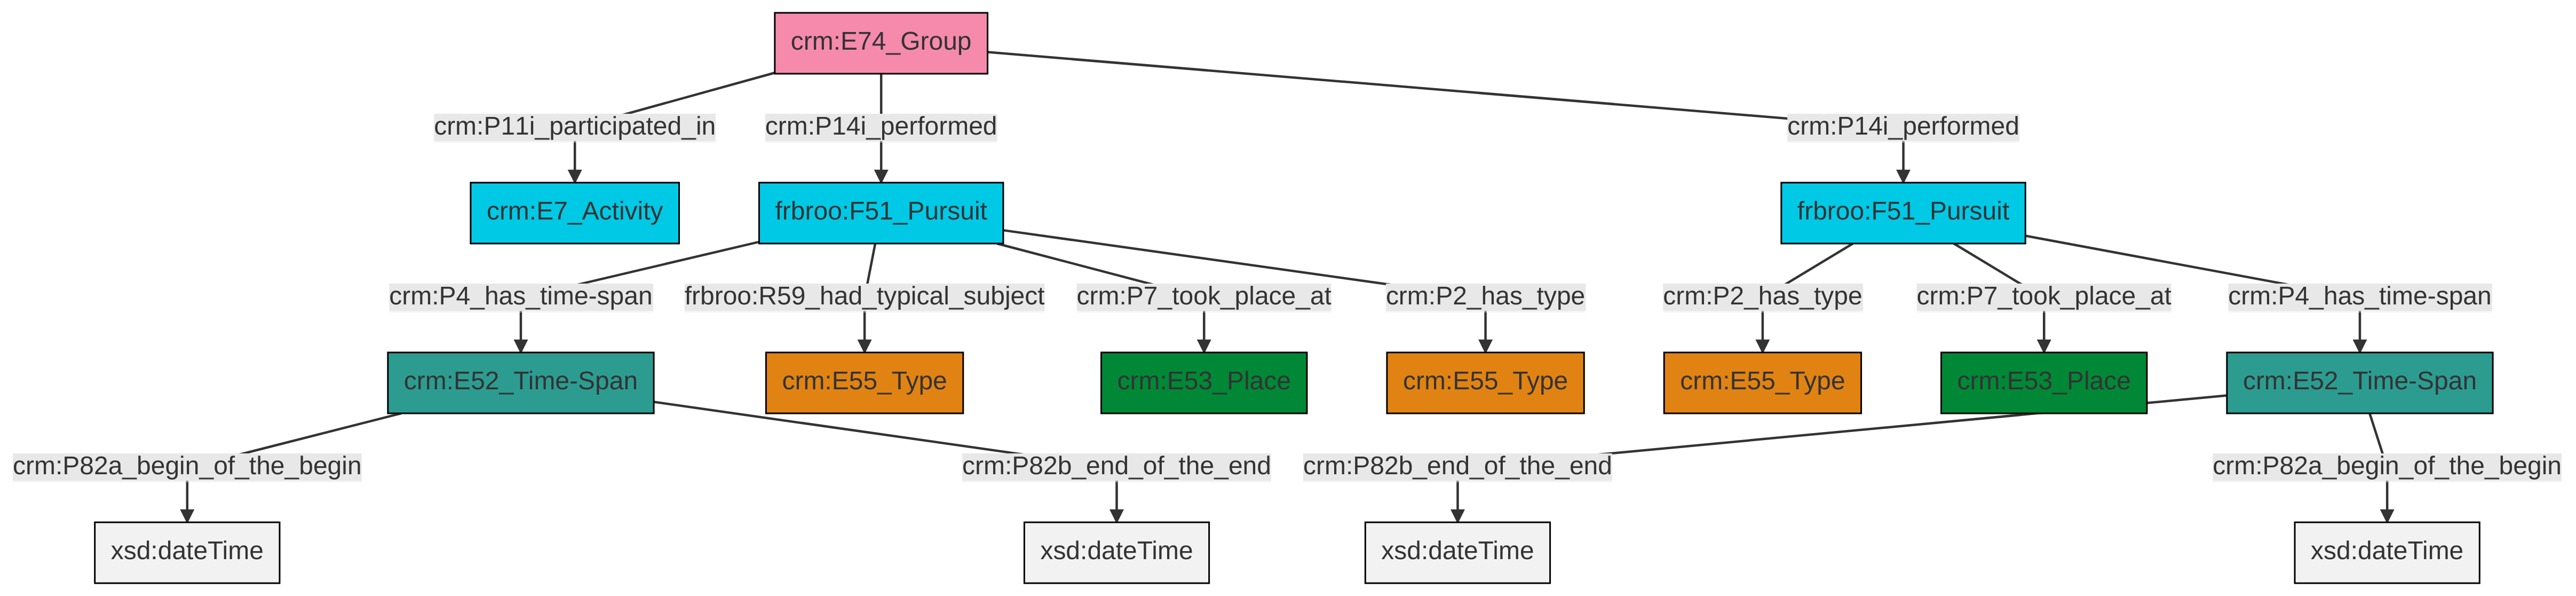 crm:E74_Group
crm:P11i_participated_in
crm:P14i_performed
crm:P14i_performed
crm:E7_Activity
frbroo:F51_Pursuit
frbroo:F51_Pursuit
crm:P4_has_time-span
frbroo:R59_had_typical_subject
crm:P7_took_place_at
crm:P2_has_type
crm:P2_has_type
crm:P7_took_place_at
crm:P4_has_time-span
crm:E52_Time-Span
crm:E55_Type
crm:E53_Place
crm:E55_Type
crm:E55_Type
crm:E53_Place
crm:E52_Time-Span
crm:P82a_begin_of_the_begin
crm:P82b_end_of_the_end
crm:P82b_end_of_the_end
crm:P82a_begin_of_the_begin
xsd:dateTime
xsd:dateTime
xsd:dateTime
xsd:dateTime